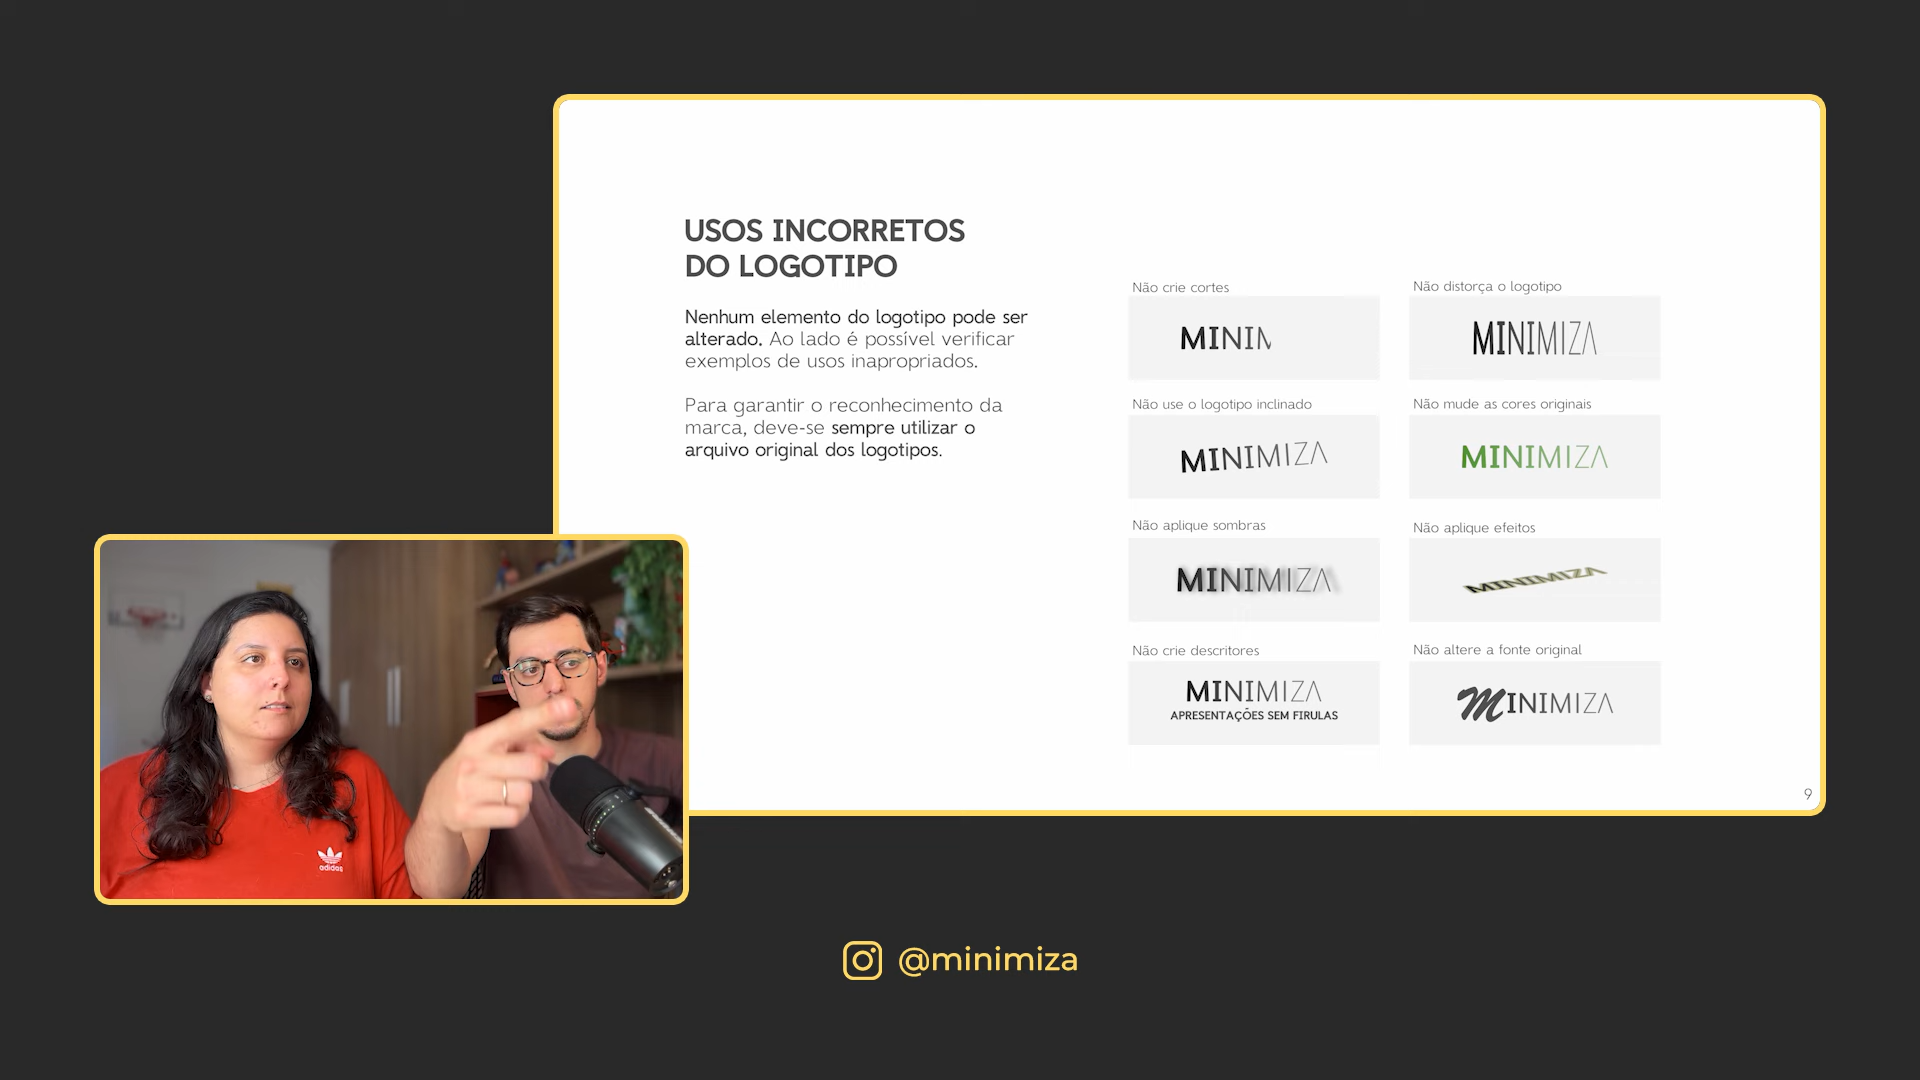 USOS INCORRETOS
DO LOGOTIPO
Nenhum elemento do logotipo pode ser
alterado. Ao lado é possível verificar
exemplos de usos inapropriados.
Para garantir o reconhecimento da
marca, deve-se sempre utilizar o
arquivo original dos logotipos.
Não crie cortes
MINIM
Não distorça o logotipo
MINIMIZA
Não use o logotipo inclinado
MINIMIZA
Não mude as cores originais
MINIMIZA
Não aplique sombras
MINIMIZA
Não aplique efeitos
MINIMIZA
Não crie descritores
MINIMIZA
APRESENTAÇÕES SEM FIRULAS
Não altere a fonte original
MINIMIZA
9
adidas
@minimiza